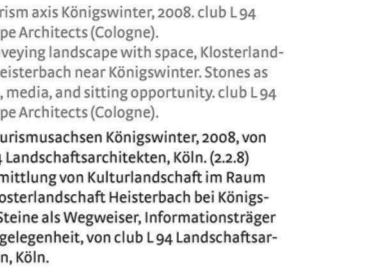 rism axis Königswinter, 2008. club L 94
pe Architects (Cologne).
veying landscape with space, Klosterland-
eisterbach near Königswinter. Stones as
, media, and sitting opportunity. club L 94
pe Architects (Cologne).
urismusachsen Königswinter, 2008, von
4 Landschaftsarchitekten, Köln. (2.2.8)
mittlung von Kulturlandschaft im Raum
osterlandschaft Heisterbach bei Königs-
Steine als Wegweiser, Informationsträger
gelegenheit, von club L 94 Landschaftsar-
n, Köln.